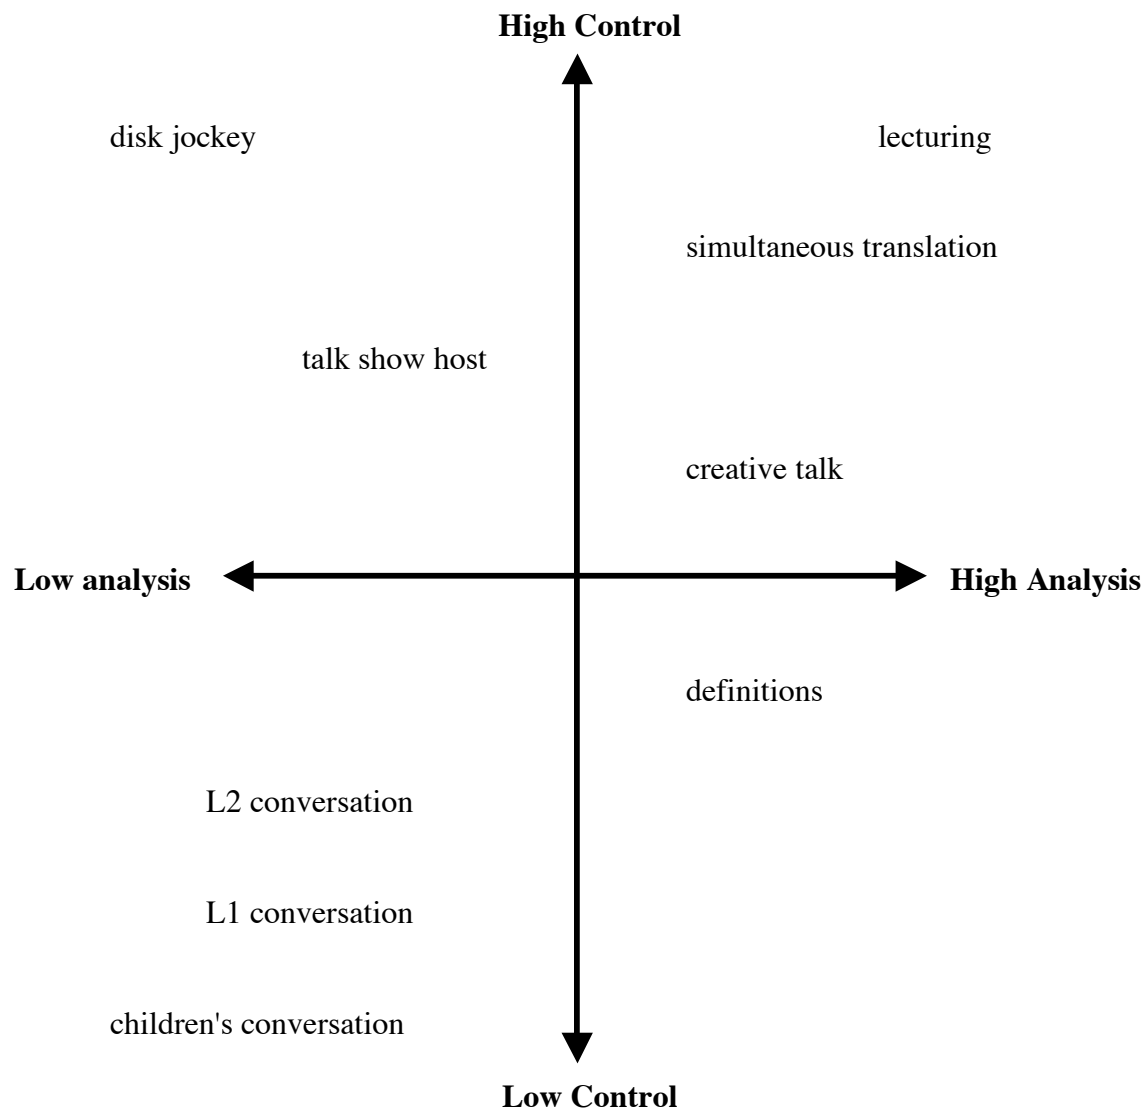 High Control
disk jockey
lecturing
simultaneous translation
talk show host
creative talk
Low analysis
High Analysis
definitions
L2 conversation
L1 conversation
children's conversation
Low Control